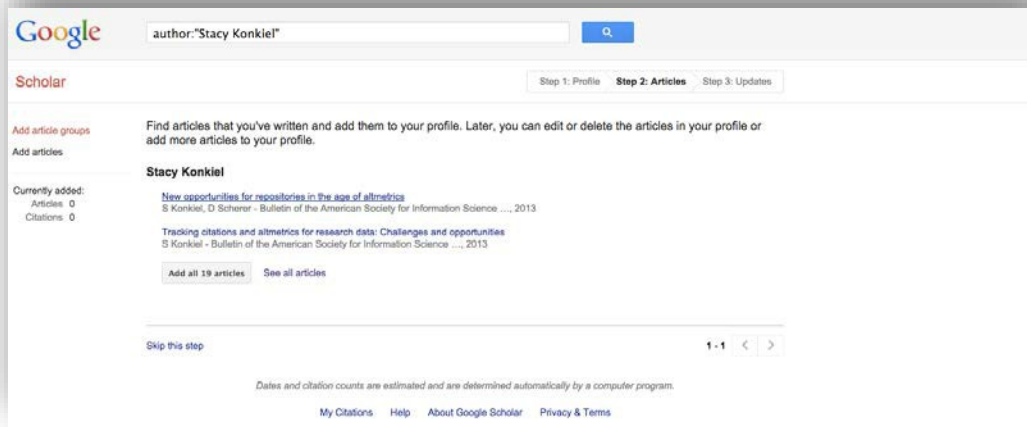 Google
author:"Stacy Konkiel"
Scholar
Step 1: Profile Step 2: Articles Step 3: Updates
Add article groups
Add articles
Currently added:
Articles 0
Citations 0
Find articles that you've written and add them to your profile. Later, you can edit or delete the articles in your profile or
add more articles to your profile.
Stacy Konkiel
New opportunities for repositories in the age of altmetrics
S Konkiel, D Scherer - Bulletin of the American Society for Information Science ..., 2013
Tracking citations and altmetrics for research data: Challenges and opportunities
S Konkiel - Bulletin of the American Society for Information Science ..., 2013
Add all 19 articles See all articles
Skip this step
1 - 1
Dates and citation counts are estimated and are determined automatically by a computer program.
My Citations Help About Google Scholar Privacy & Terms